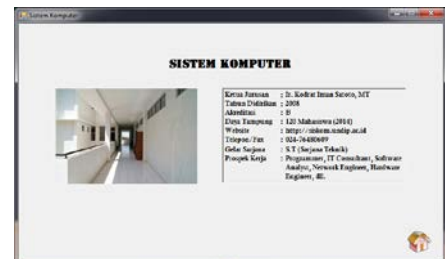 Sistem Komputer
SISTEM KOMPUTER
Ketua Jurusan : Ir. Kodrat Iman Satoto, MT
Tahun Didirikan : 2008
Akreditasi : B
Daya Tampung : 120 Mahasiswa (2014)
Website : http://siskom.undip.ac.id
Telepon/Fax : 024-76480609
Gelar Sarjana : S.T (Sarjana Teknik)
Prospek Kerja : Programmer, IT Consultant, Software
Analyst, Network Engineer, Hardware
Engineer, dll.